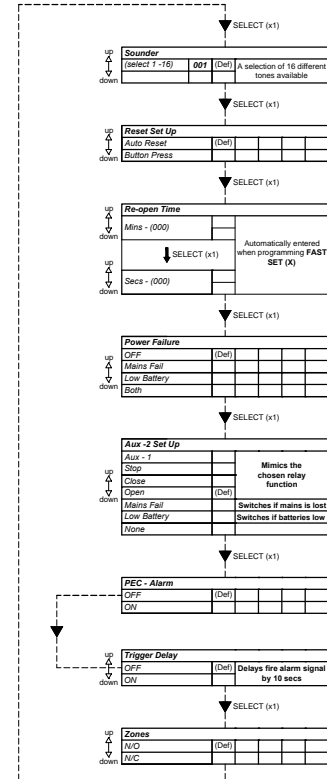 SELECT (x1)
up
down
Sounder
(select 1 -16) 001 (Def) A selection of 16 different tones available
SELECT (x1)
up
down
Reset Set Up
Auto Reset (Def)
Button Press
SELECT (x1)
up
down
Re-open Time
Mins - (000)
SELECT (x1)
Secs - (000)
Automatically entered
when programming FAST
SET (X)
SELECT (x1)
up
down
Power Failure
OFF (Def)
Mains Fail
Low Battery
Both
SELECT (x1)
up
down
Aux -2 Set Up
Aux - 1
Stop
Close
Open (Def)
Mimics the
chosen relay
function
Mains Fail Switches if mains is lost
Low Battery Switches if batteries low
None
SELECT (x1)
PEC - Alarm
OFF (Def)
ON
up
down
Trigger Delay
OFF (Def) Delays fire alarm signal
ON by 10 secs
SELECT (x1)
up
down
Zones
N/O (Def)
N/C